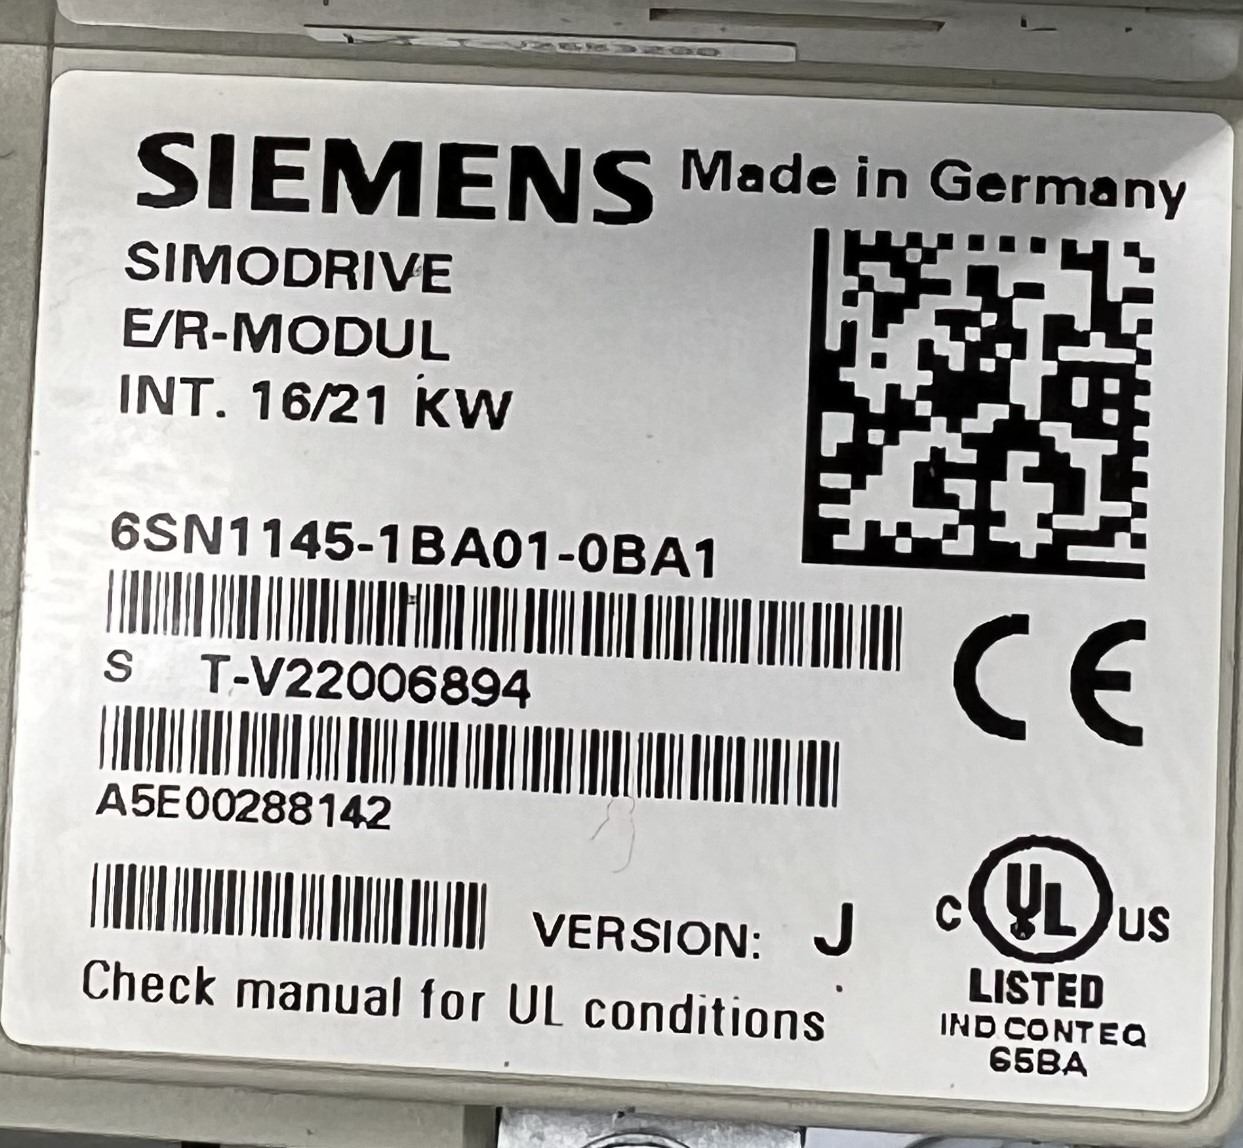 SIEMENS Made in Germany
SIMODRIVE
E/R-MODUL
INT. 16/21 KW
6SN1145-1BA01-0BA1
S T-V22006894
A5E00288142
VERSION: J
Check manual for UL conditions
CE
C UL US
LISTED
IND CONT EQ
65BA